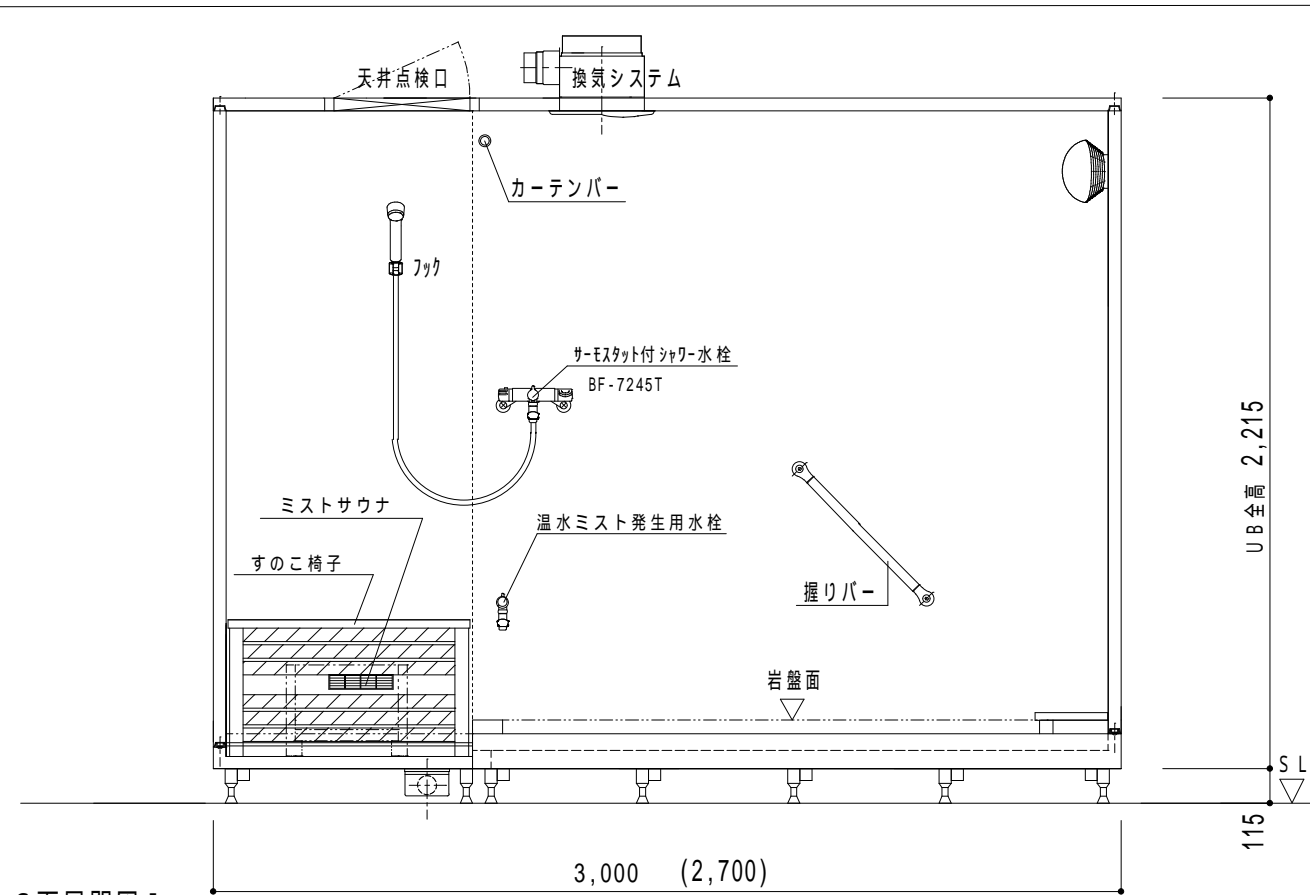 天井点検口
換気システム
カーテンバー
フック
サーモスタット付シャワー水栓
BF-7245T
ミストサウナ
温水ミスト発生用水栓
すのこ椅子
握りバー
岩盤面
UB全高 2,215
SL
115
3,000 (2,700)